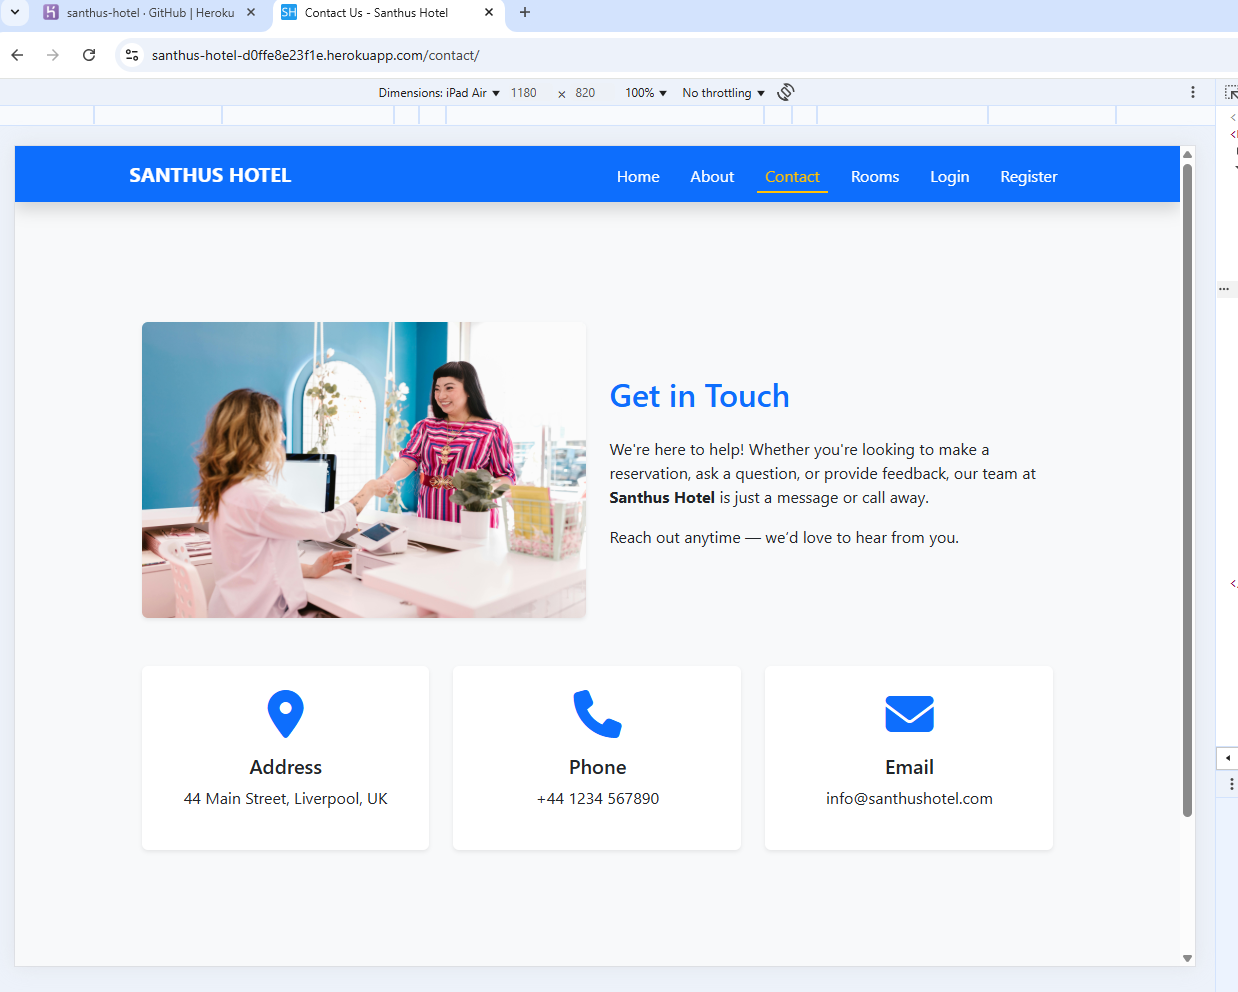 santhus-hotel · GitHub | Heroku
SH Contact Us - Santhus Hotel
santhus-hotel-d0ffe8e23f1e.herokuapp.com/contact/
Dimensions: iPad Air 1180 × 820 100% No throttling
SANTHUS HOTEL
Home About Contact Rooms Login Register
Get in Touch
We're here to help! Whether you're looking to make a
reservation, ask a question, or provide feedback, our team at
Santhus Hotel is just a message or call away.
Reach out anytime — we’d love to hear from you.
Address
44 Main Street, Liverpool, UK
Phone
+44 1234 567890
Email
info@santhushotel.com